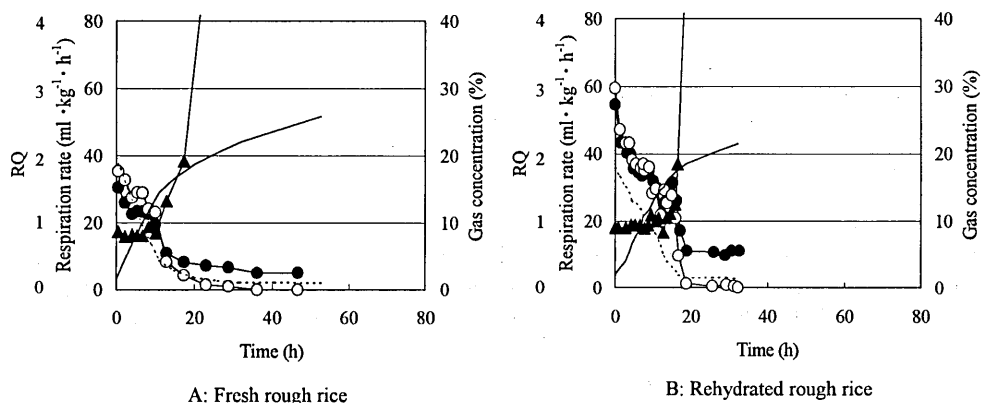 4 80 40
3 60 30
RQ
Respiration rate (ml・kg⁻¹・h⁻¹)
2 40 20
Gas concentration (%)
1 20 10
0 0 0
0 20 40 60 80
Time (h)
A: Fresh rough rice
4 80 40
3 60 30
RQ
Respiration rate (ml・kg⁻¹・h⁻¹)
2 40 20
Gas concentration (%)
1 20 10
0 0 0
0 20 40 60 80
Time (h)
B: Rehydrated rough rice